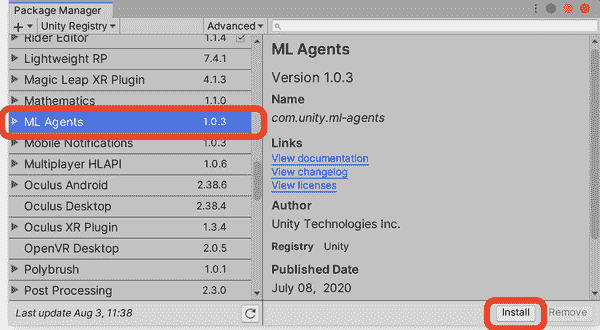 Package Manager
+ ▾ Unity Registry ▾ Advanced ▾
Rider Editor 1.1.4
Lightweight RP 7.4.1
Magic Leap XR Plugin 4.1.3
Mathematics 1.1.0
ML Agents 1.0.3
Mobile Notifications 1.0.3
Multiplayer HLAPI 1.0.6
Oculus Android 2.38.6
Oculus Desktop 2.38.4
Oculus XR Plugin 1.3.4
OpenVR Desktop 2.0.5
Polybrush 1.0.1
Post Processing 2.3.0
Last update Aug 3, 11:38
ML Agents
Version 1.0.3
Name
com.unity.ml-agents
Links
View documentation
View changelog
View licenses
Author
Unity Technologies Inc.
Registry Unity
Published Date
July 08, 2020
Install Remove